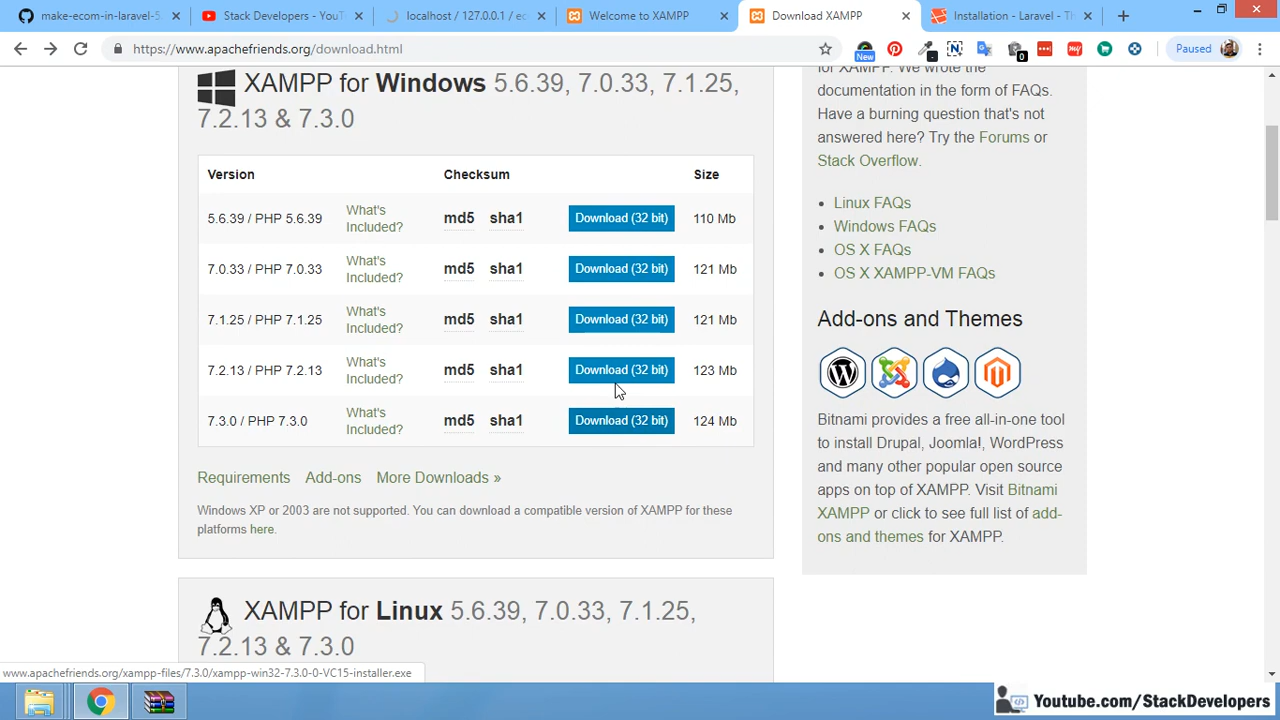 make-ecom-in-laravel-5.
Stack Developers - YouT
localhost / 127.0.0.1 / ec
Welcome to XAMPP
Download XAMPP
Installation - Laravel - Th
https://www.apachefriends.org/download.html
New
0
Paused
XAMPP for Windows 5.6.39, 7.0.33, 7.1.25,
7.2.13 & 7.3.0
Version Checksum Size
5.6.39 / PHP 5.6.39 What's Included? md5 sha1 Download (32 bit) 110 Mb
7.0.33 / PHP 7.0.33 What's Included? md5 sha1 Download (32 bit) 121 Mb
7.1.25 / PHP 7.1.25 What's Included? md5 sha1 Download (32 bit) 121 Mb
7.2.13 / PHP 7.2.13 What's Included? md5 sha1 Download (32 bit) 123 Mb
7.3.0 / PHP 7.3.0 What's Included? md5 sha1 Download (32 bit) 124 Mb
Requirements Add-ons More Downloads »
Windows XP or 2003 are not supported. You can download a compatible version of XAMPP for these
platforms here.
XAMPP for Linux 5.6.39, 7.0.33, 7.1.25,
7.2.13 & 7.3.0
for XAMPP. We wrote the
documentation in the form of FAQs.
Have a burning question that's not
answered here? Try the Forums or
Stack Overflow.
Linux FAQs
Windows FAQs
OS X FAQs
OS X XAMPP-VM FAQs
Add-ons and Themes
Bitnami provides a free all-in-one tool
to install Drupal, Joomla!, WordPress
and many other popular open source
apps on top of XAMPP. Visit Bitnami
XAMPP or click to see full list of add-
ons and themes for XAMPP.
www.apachefriends.org/xampp-files/7.3.0/xampp-win32-7.3.0-0-VC15-installer.exe
Youtube.com/StackDevelopers